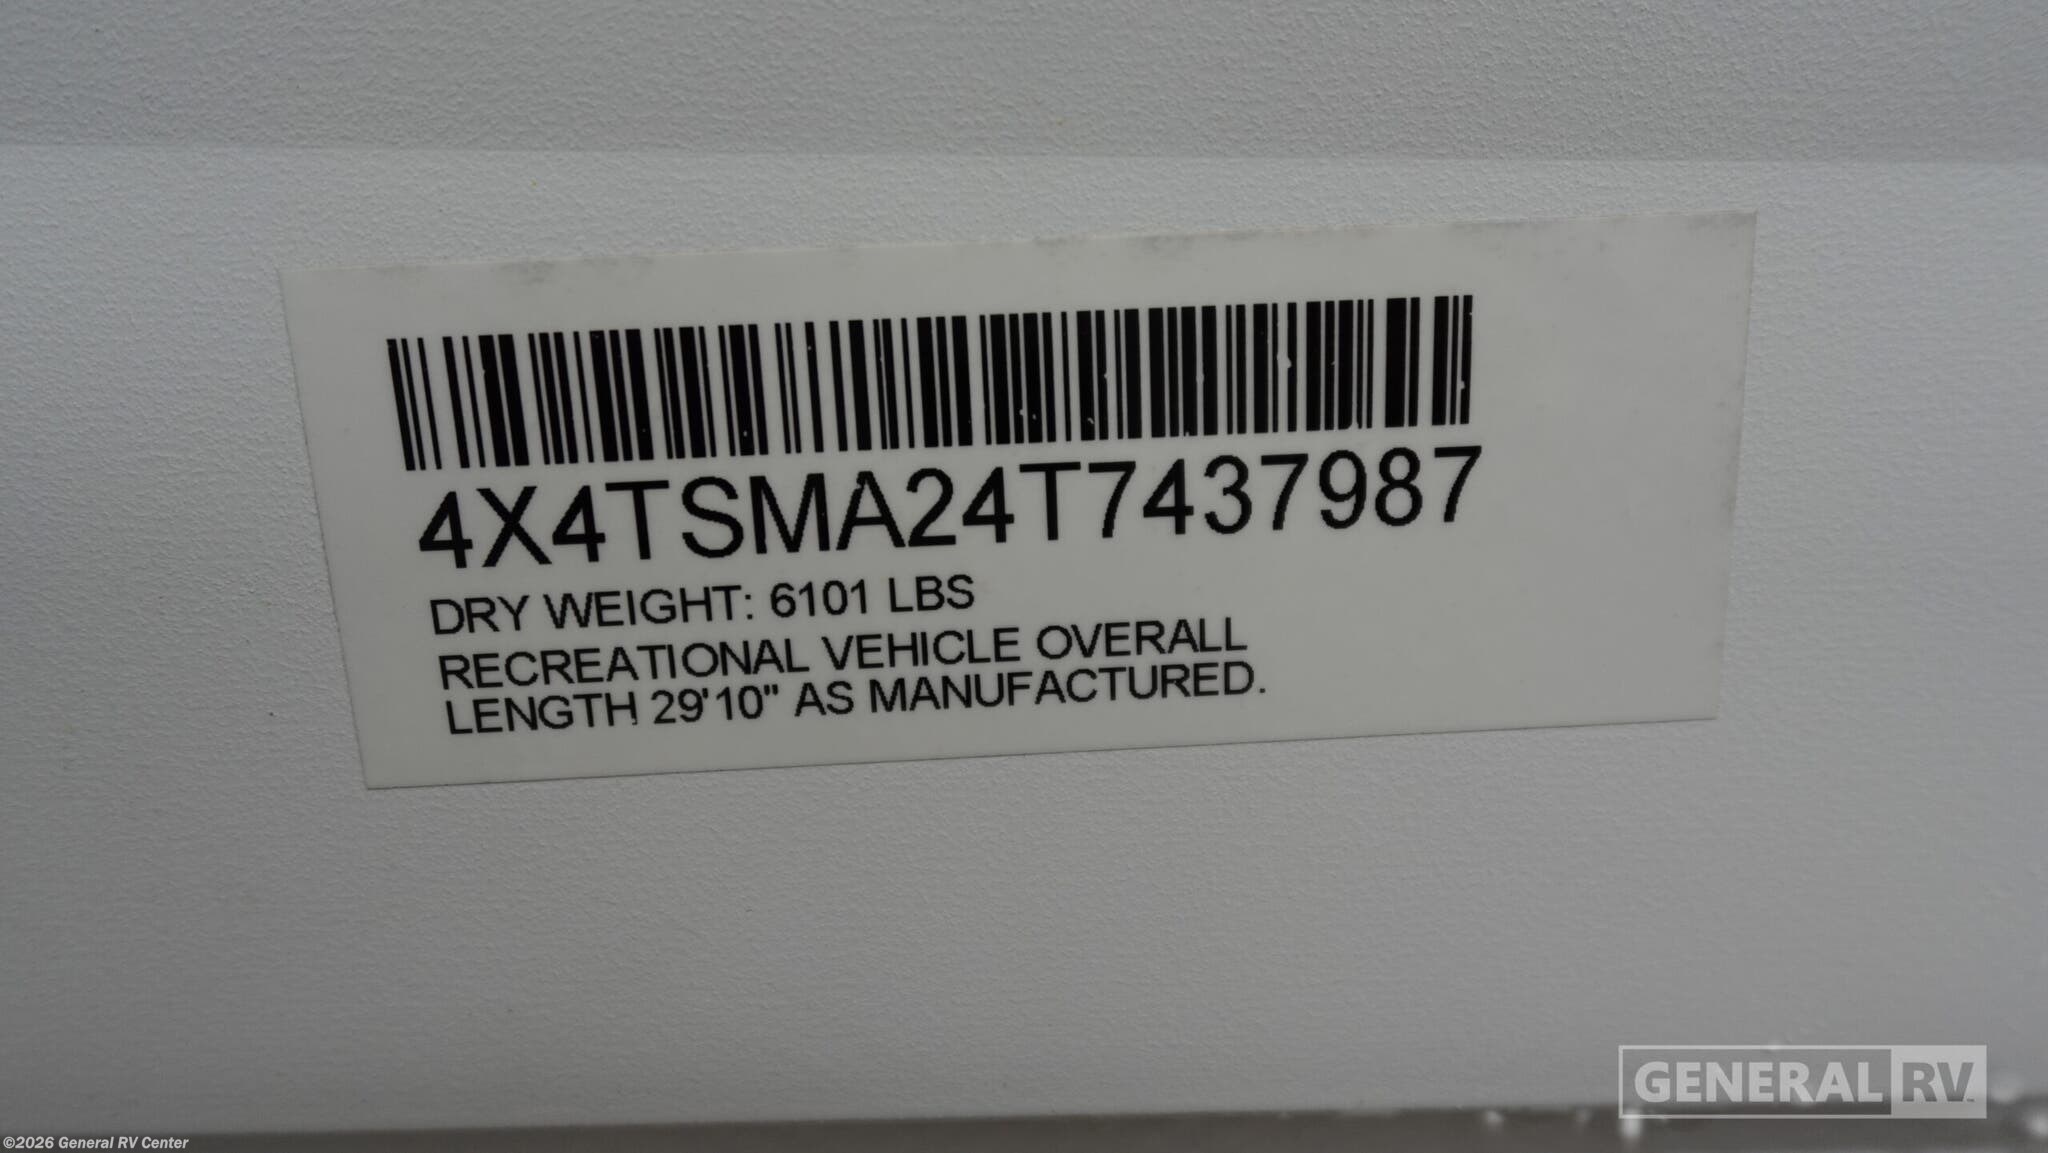 4X4TSMA24T7437987
DRY WEIGHT: 6101 LBS
RECREATIONAL VEHICLE OVERALL
LENGTH 29'10" AS MANUFACTURED.
GENERAL RV
©2026 General RV Center